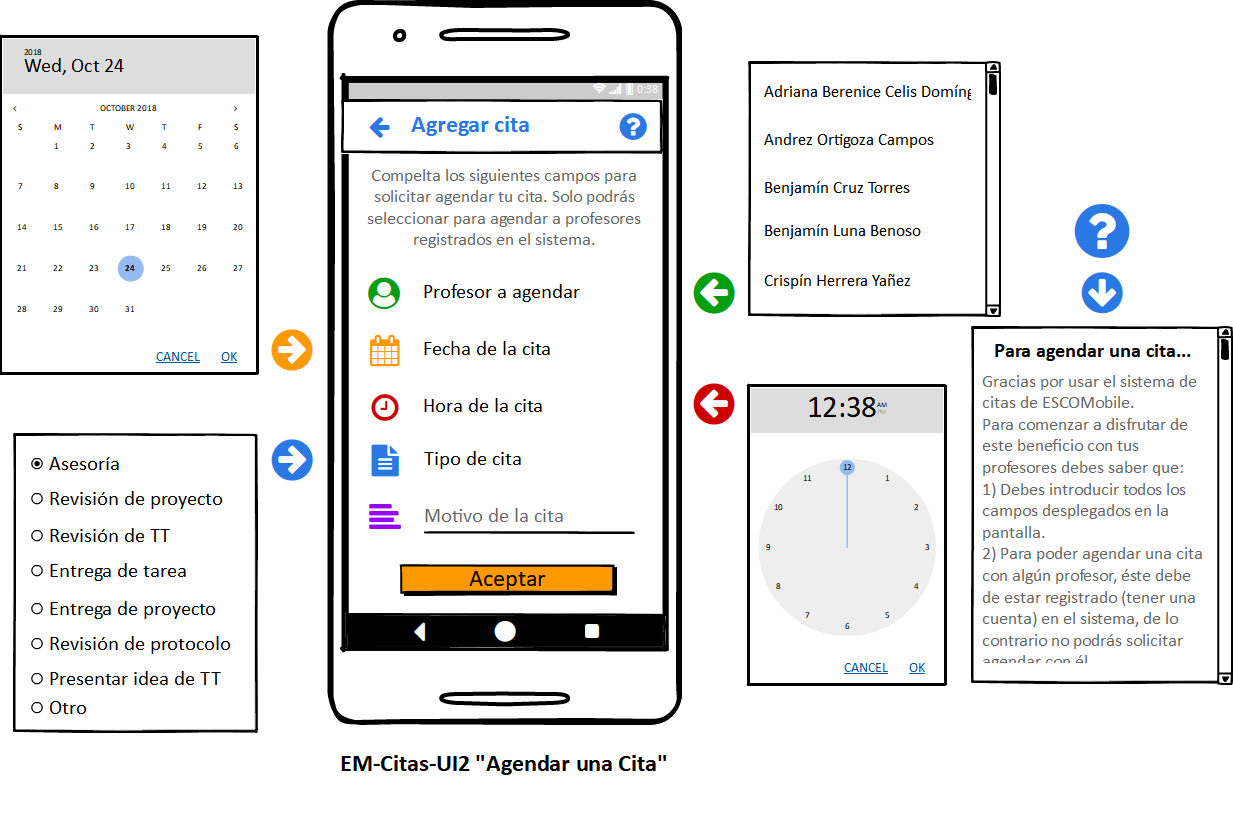 2018
Wed, Oct 24
‹ OCTOBER 2018 ›
S M T W T F S
1 2 3 4 5 6
7 8 9 10 11 12 13
14 15 16 17 18 19 20
21 22 23 24 25 26 27
28 29 30 31
CANCEL OK
Asesoría
Revisión de proyecto
Revisión de TT
Entrega de tarea
Entrega de proyecto
Revisión de protocolo
Presentar idea de TT
Otro
0:38
Agregar cita
?
Compelta los siguientes campos para
solicitar agendar tu cita. Solo podrás
seleccionar para agendar a profesores
registrados en el sistema.
Profesor a agendar
Fecha de la cita
Hora de la cita
Tipo de cita
Motivo de la cita
Aceptar
EM-Citas-UI2 "Agendar una Cita"
Adriana Berenice Celis Domíng
Andrez Ortigoza Campos
Benjamín Cruz Torres
Benjamín Luna Benoso
Crispín Herrera Yañez
12:38 AM
PM
12
11 1
10 2
9 3
8 4
7 5
6
CANCEL OK
?
Para agendar una cita...
Gracias por usar el sistema de
citas de ESCOMobile.
Para comenzar a disfrutar de
este beneficio con tus
profesores debes saber que:
1) Debes introducir todos los
campos desplegados en la
pantalla.
2) Para poder agendar una cita
con algún profesor, éste debe
de estar registrado (tener una
cuenta) en el sistema, de lo
contrario no podrás solicitar
agendar con él